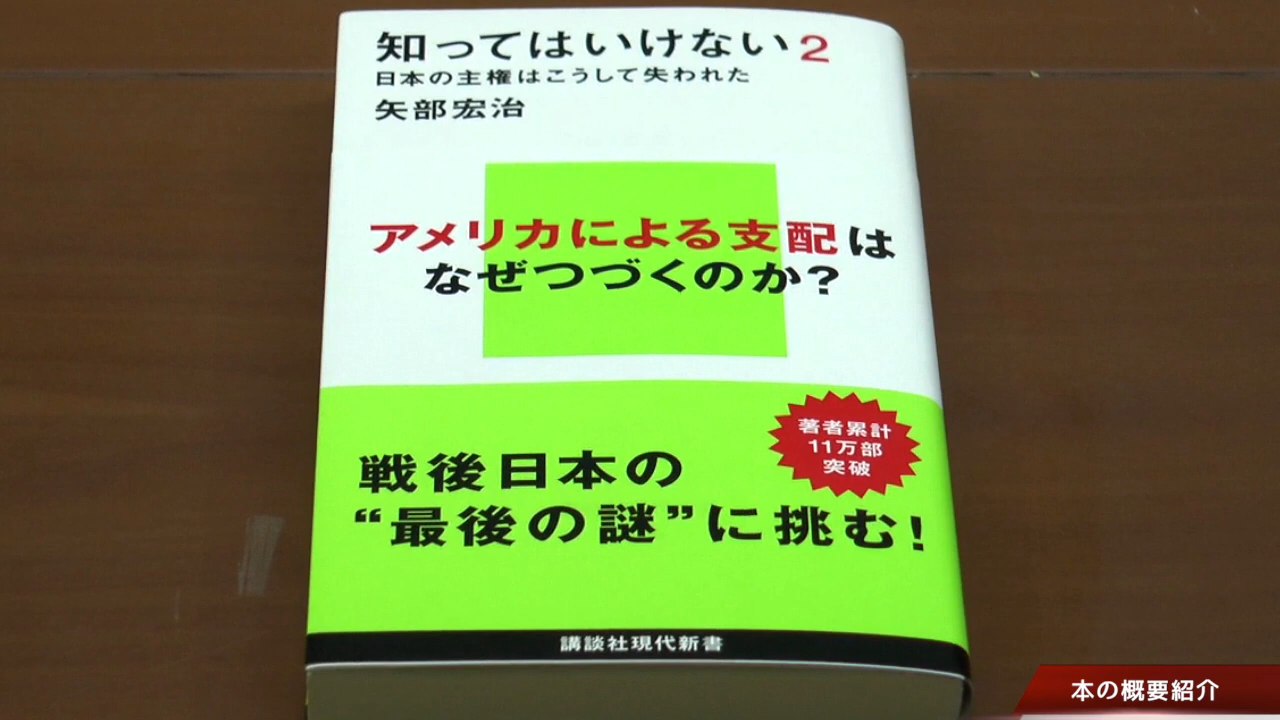 知ってはいけない2
日本の主権はこうして失われた
矢部宏治
アメリカによる支配は
なぜつづくのか?
著者累計
11万部
突破
戦後日本の
“最後の謎”に挑む!
講談社現代新書
本の概要紹介